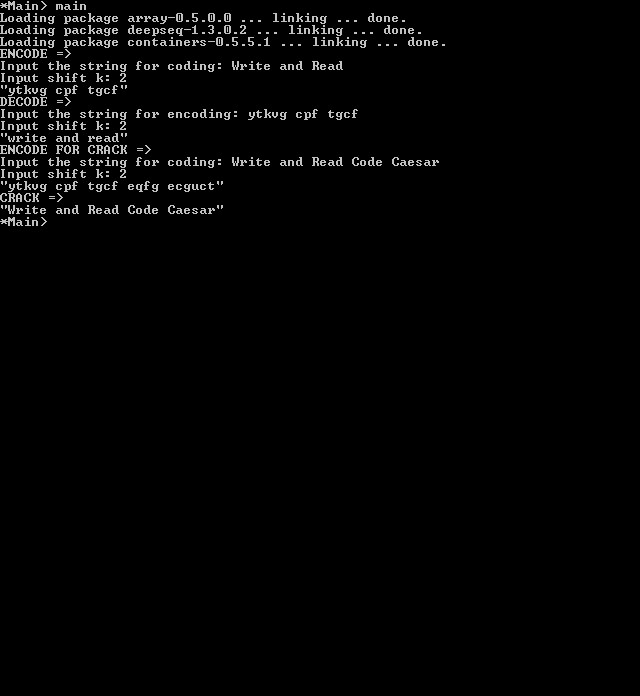 *Main> main
Loading package array-0.5.0.0 ... linking ... done.
Loading package deepseq-1.3.0.2 ... linking ... done.
Loading package containers-0.5.5.1 ... linking ... done.
ENCODE =>
Input the string for coding: Write and Read
Input shift k: 2
"ytkvg cpf tgcf"
DECODE =>
Input the string for encoding: ytkvg cpf tgcf
Input shift k: 2
"write and read"
ENCODE FOR CRACK =>
Input the string for coding: Write and Read Code Caesar
Input shift k: 2
"ytkvg cpf tgcf eqfg ecguct"
CRACK =>
"Write and Read Code Caesar"
*Main>